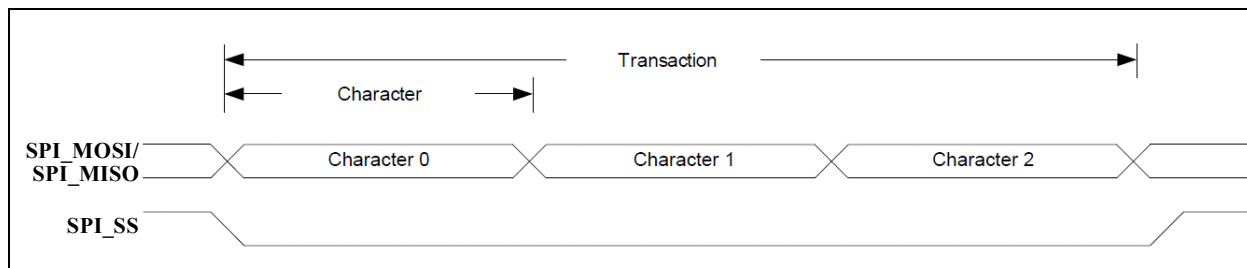 Transaction
Character
SPI_MOSI/
SPI_MISO
Character 0
Character 1
Character 2
SPI_SS